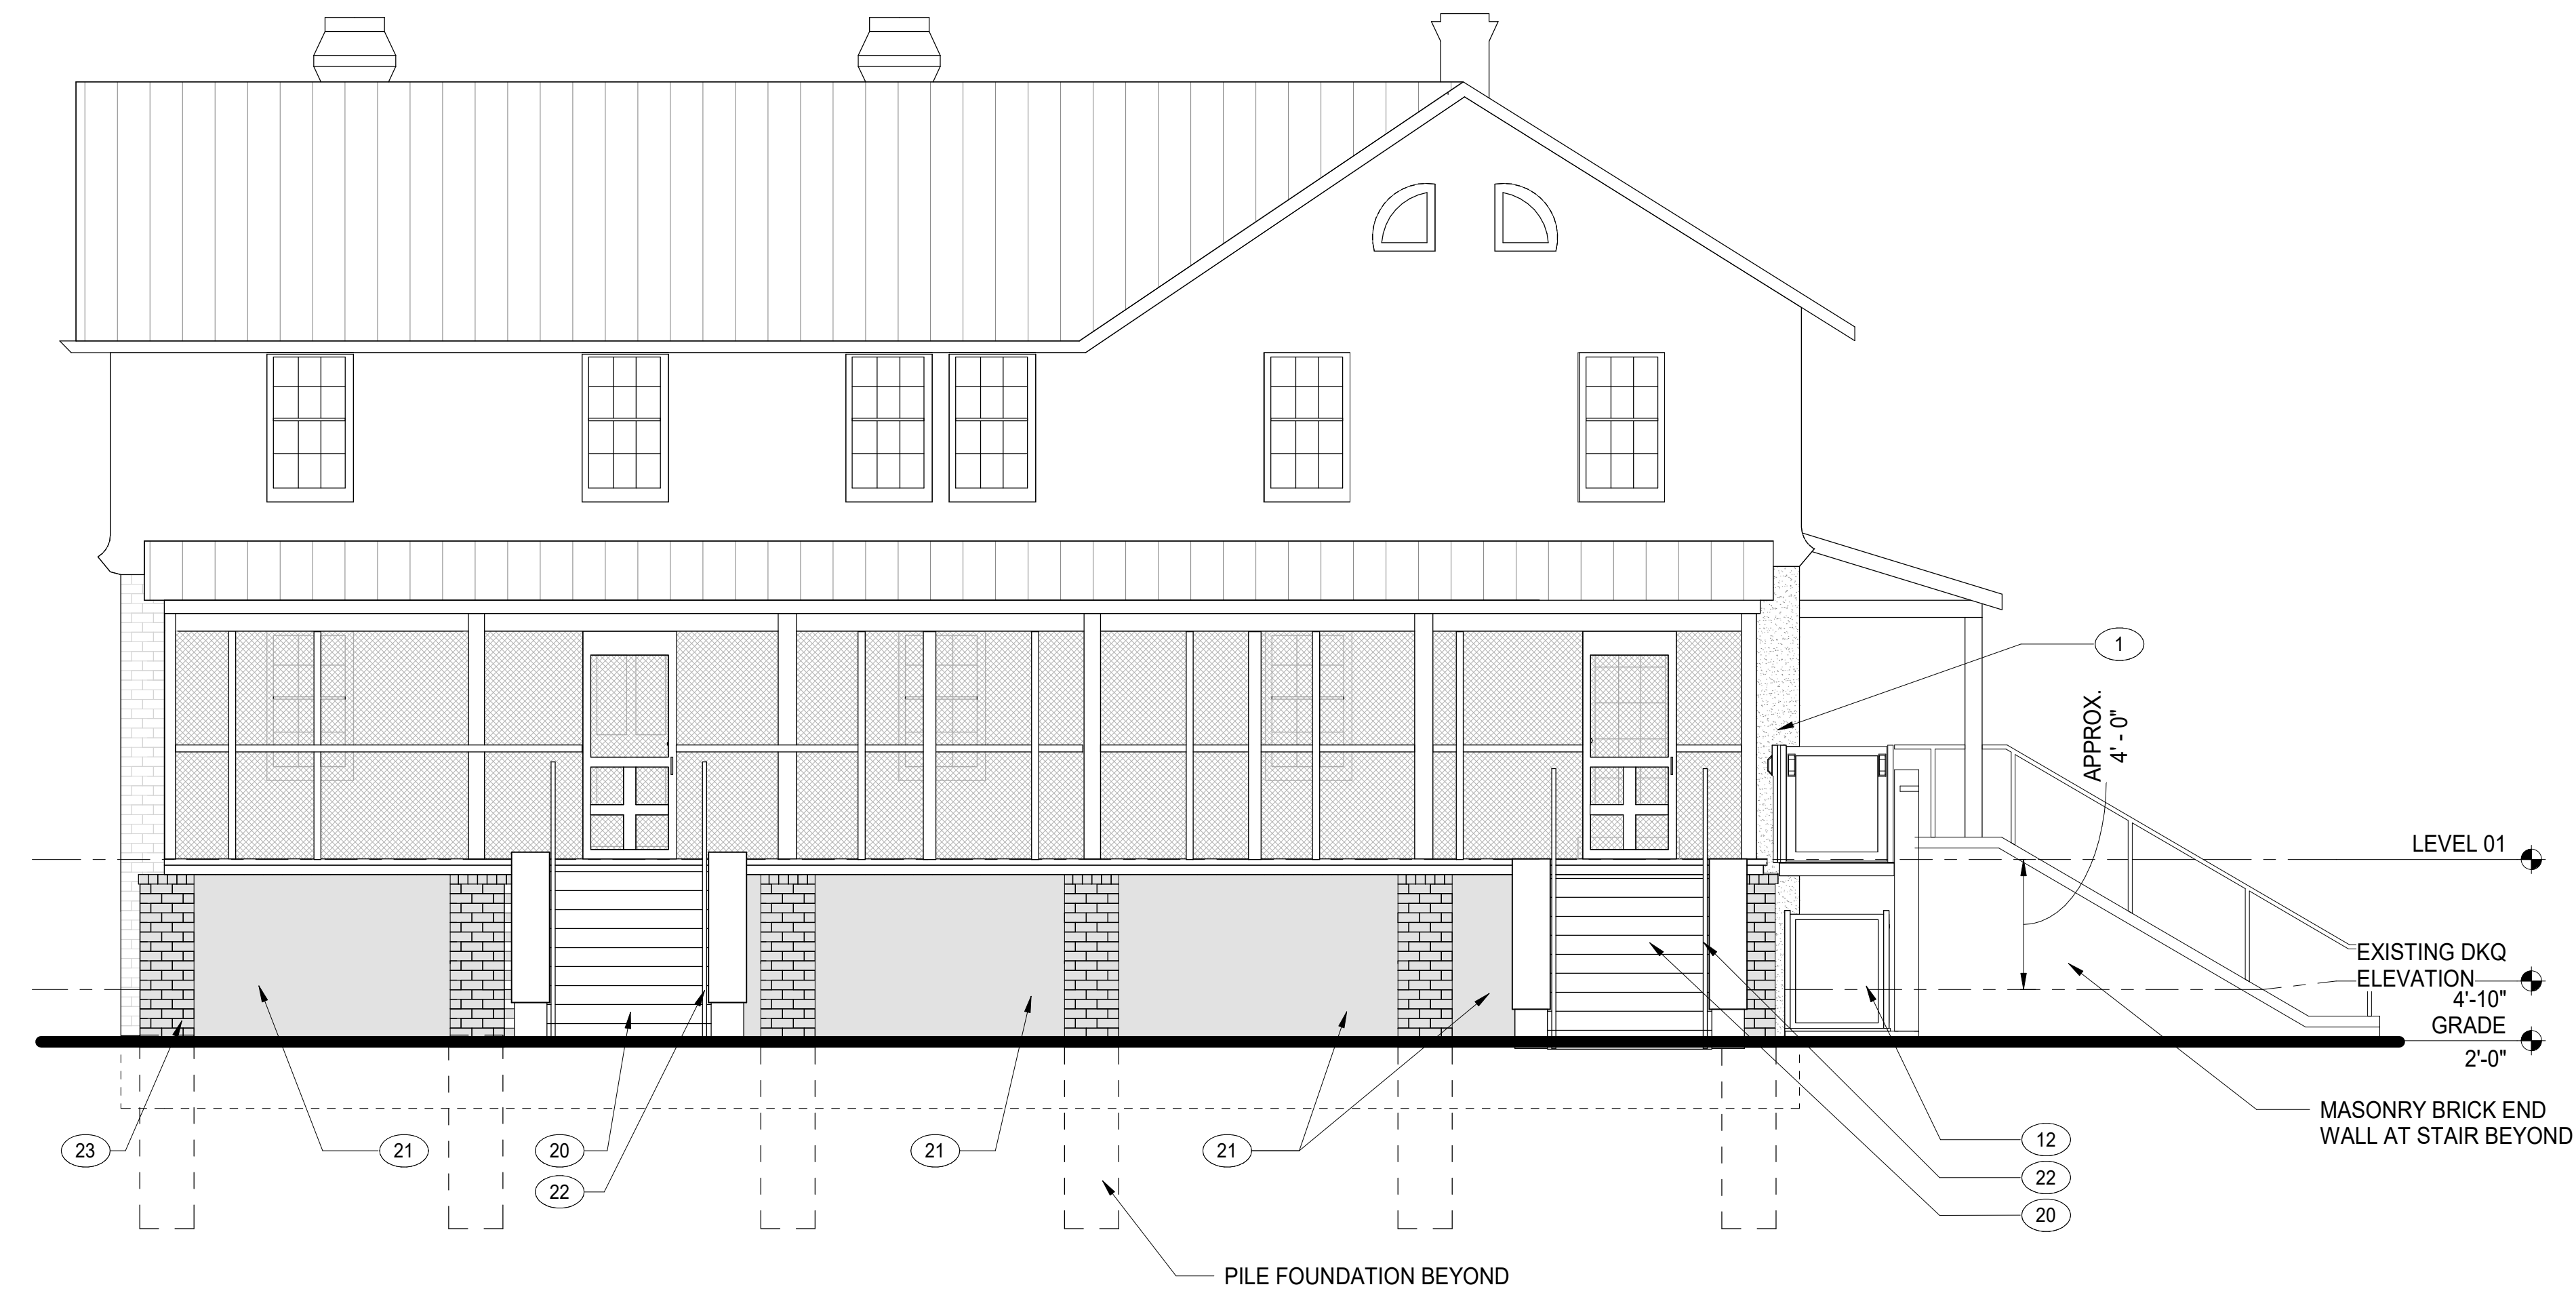 1
APPROX.
4' - 0"
LEVEL 01
EXISTING DKQ
ELEVATION
4'-10"
GRADE
2'-0"
MASONRY BRICK END
WALL AT STAIR BEYOND
23
21
20
22
21
21
12
22
20
PILE FOUNDATION BEYOND